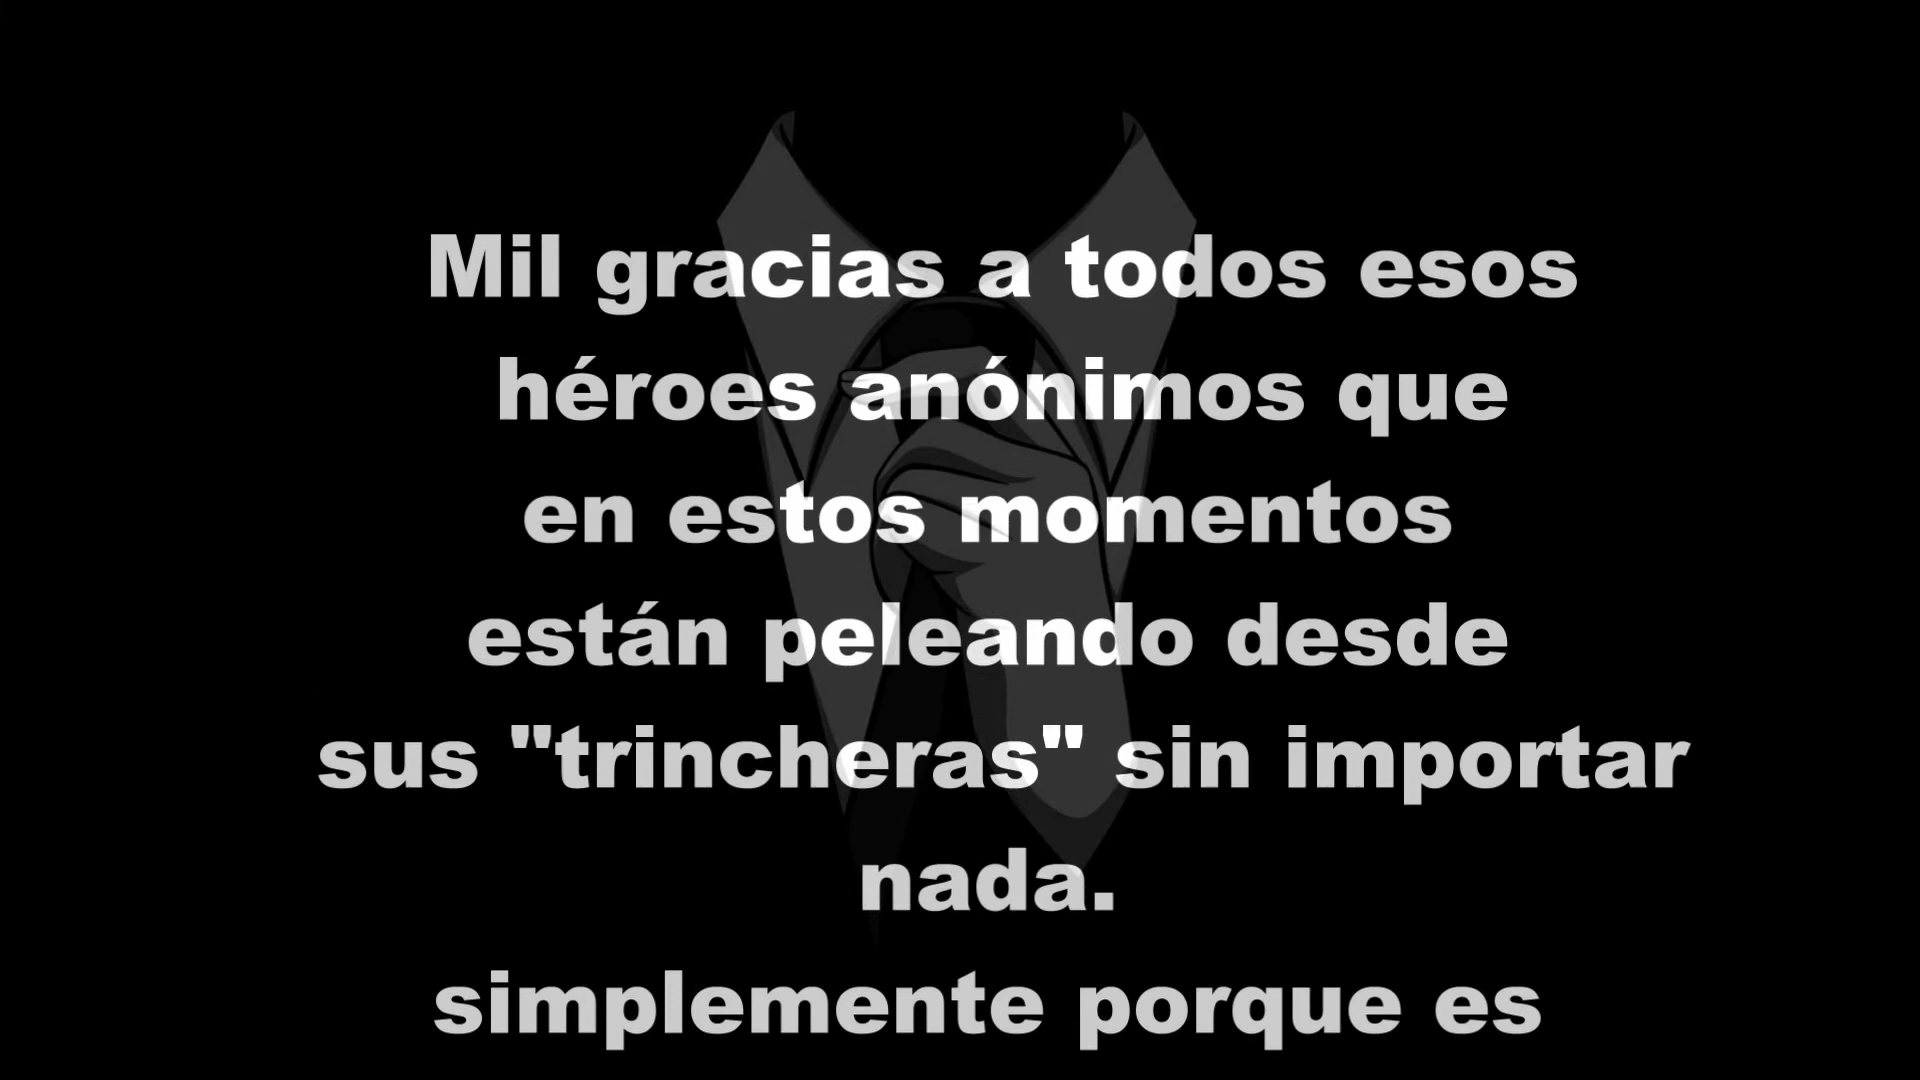 Mil gracias a todos esos
héroes anónimos que
en estos momentos
están peleando desde
sus "trincheras" sin importar
nada.
simplemente porque es